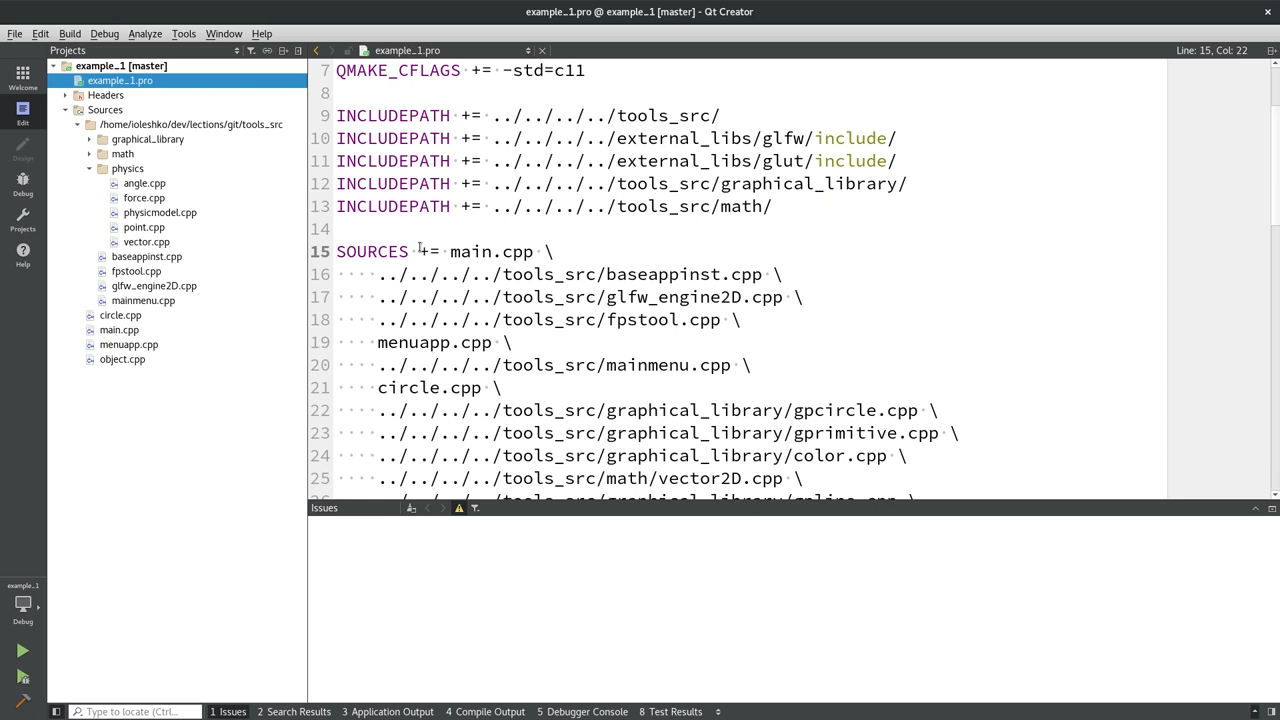 example_1.pro @ example_1 [master] - Qt Creator
File Edit Build Debug Analyze Tools Window Help
Projects
example_1.pro
Line: 15, Col: 22
Welcome
Edit
Design
Debug
Projects
Help
example_1
Debug
example_1 [master]
example_1.pro
Headers
Sources
/home/ioleshko/dev/lections/git/tools_src
graphical_library
math
physics
angle.cpp
force.cpp
physicmodel.cpp
point.cpp
vector.cpp
baseappinst.cpp
fpstool.cpp
glfw_engine2D.cpp
mainmenu.cpp
circle.cpp
main.cpp
menuapp.cpp
object.cpp
7 QMAKE_CFLAGS += -std=c11
8
9 INCLUDEPATH += ../../../../tools_src/
10 INCLUDEPATH += ../../../../external_libs/glfw/include/
11 INCLUDEPATH += ../../../../external_libs/glut/include/
12 INCLUDEPATH += ../../../../tools_src/graphical_library/
13 INCLUDEPATH += ../../../../tools_src/math/
14
15 SOURCES += main.cpp \
16 ../../../../tools_src/baseappinst.cpp \
17 ../../../../tools_src/glfw_engine2D.cpp \
18 ../../../../tools_src/fpstool.cpp \
19 menuapp.cpp \
20 ../../../../tools_src/mainmenu.cpp \
21 circle.cpp \
22 ../../../../tools_src/graphical_library/gpcircle.cpp \
23 ../../../../tools_src/graphical_library/gprimitive.cpp \
24 ../../../../tools_src/graphical_library/color.cpp \
25 ../../../../tools_src/math/vector2D.cpp \
26 ../../../../tools_src/graphical_library/gpline.cpp \
Issues
Type to locate (Ctrl...
1 Issues 2 Search Results 3 Application Output 4 Compile Output 5 Debugger Console 8 Test Results